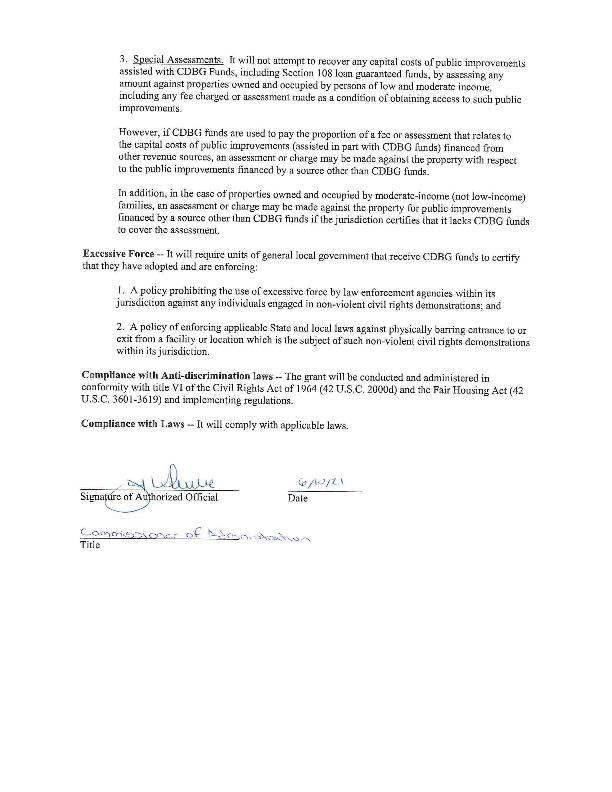 3. Special Assessments. It will not attempt to recover any capital costs of public improvements
assisted with CDBG Funds, including Section 108 loan guaranteed funds, by assessing any
amount against properties owned and occupied by persons of low and moderate income,
including any fee charged or assessment made as a condition of obtaining access to such public
improvements.
However, if CDBG funds are used to pay the proportion of a fee or assessment that relates to
the capital costs of public improvements (assisted in part with CDBG funds) financed from
other revenue sources, an assessment or charge may be made against the property with respect
to the public improvements financed by a source other than CDBG funds.
In addition, in the case of properties owned and occupied by moderate-income (not low-income)
families, an assessment or charge may be made against the property for public improvements
financed by a source other than CDBG funds if the jurisdiction certifies that it lacks CDBG funds
to cover the assessment.
Excessive Force -- It will require units of general local government that receive CDBG funds to certify
that they have adopted and are enforcing:
1. A policy prohibiting the use of excessive force by law enforcement agencies within its
jurisdiction against any individuals engaged in non-violent civil rights demonstrations; and
2. A policy of enforcing applicable State and local laws against physically barring entrance to or
exit from a facility or location which is the subject of such non-violent civil rights demonstrations
within its jurisdiction.
Compliance with Anti-discrimination laws -- The grant will be conducted and administered in
conformity with title VI of the Civil Rights Act of 1964 (42 U.S.C. 2000d) and the Fair Housing Act (42
U.S.C. 3601-3619) and implementing regulations.
Compliance with Laws -- It will comply with applicable laws.
6/10/21
Signature of Authorized Official Date
Commissioner of Administration
Title